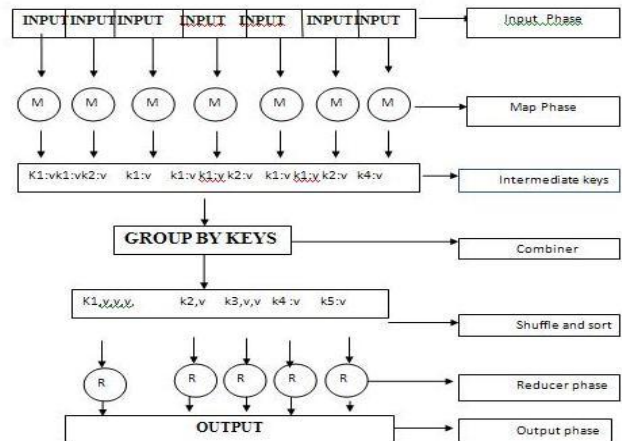 INPUT INPUT INPUT INPUT INPUT INPUT INPUT Input Phase
M M M M M M M Map Phase
K1:vk1:vk2:v k1:v k1:v k1:v k2:v k1:v k1:v k2:v k4:v Intermediate keys
GROUP BY KEYS Combiner
K1,v,v,v, k2,v k3,v,v k4 :v k5:v
Shuffle and sort
R R R R R Reducer phase
OUTPUT Output phase